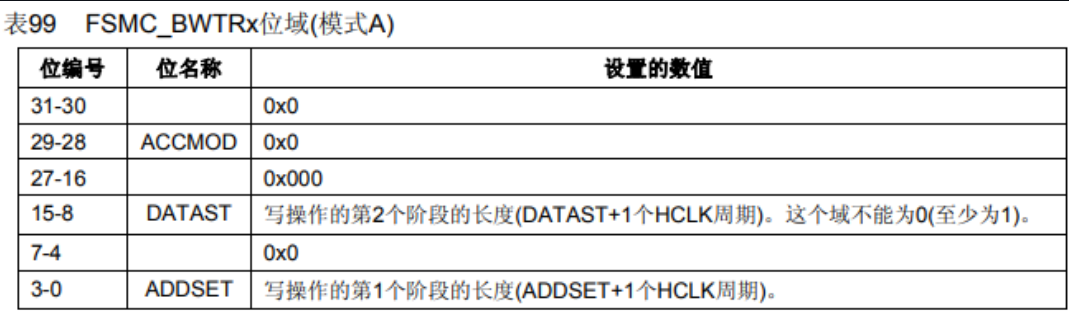 表99 FSMC_BWTRx位域(模式A)
位编号 位名称 设置的数值
31-30 0x0
29-28 ACCMOD 0x0
27-16 0x000
15-8 DATAST 写操作的第2个阶段的长度(DATAST+1个HCLK周期)。这个域不能为0(至少为1)。
7-4 0x0
3-0 ADDSET 写操作的第1个阶段的长度(ADDSET+1个HCLK周期)。